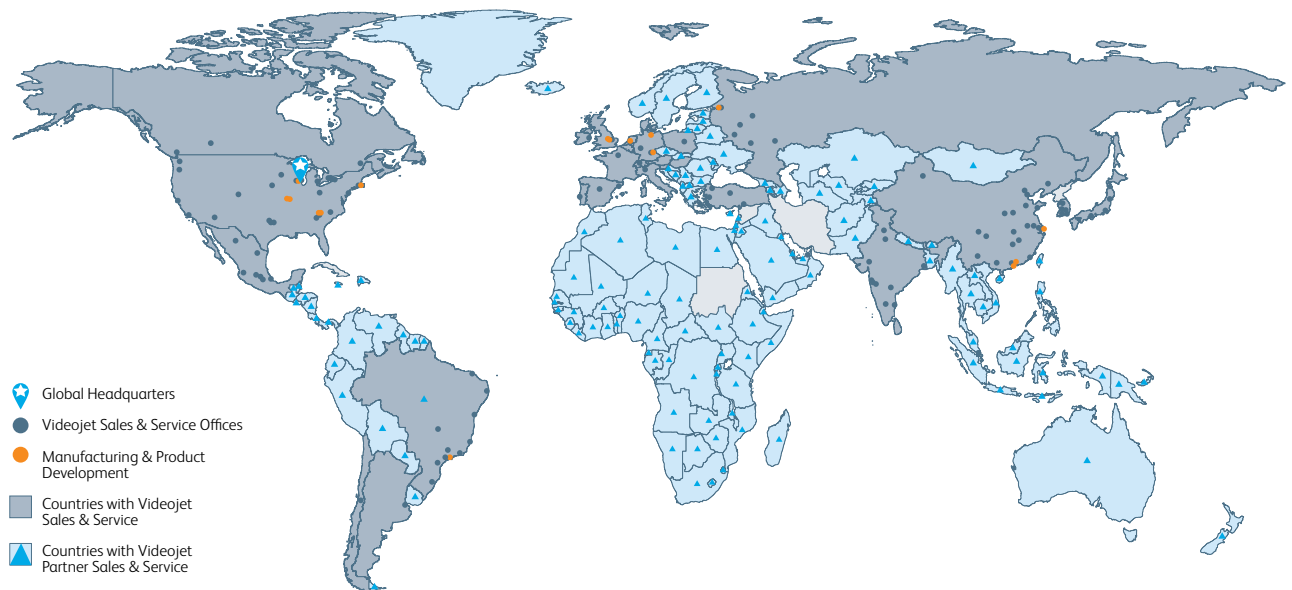 Global Headquarters
Videojet Sales & Service Offices
Manufacturing & Product
Development
Countries with Videojet
Sales & Service
Countries with Videojet
Partner Sales & Service